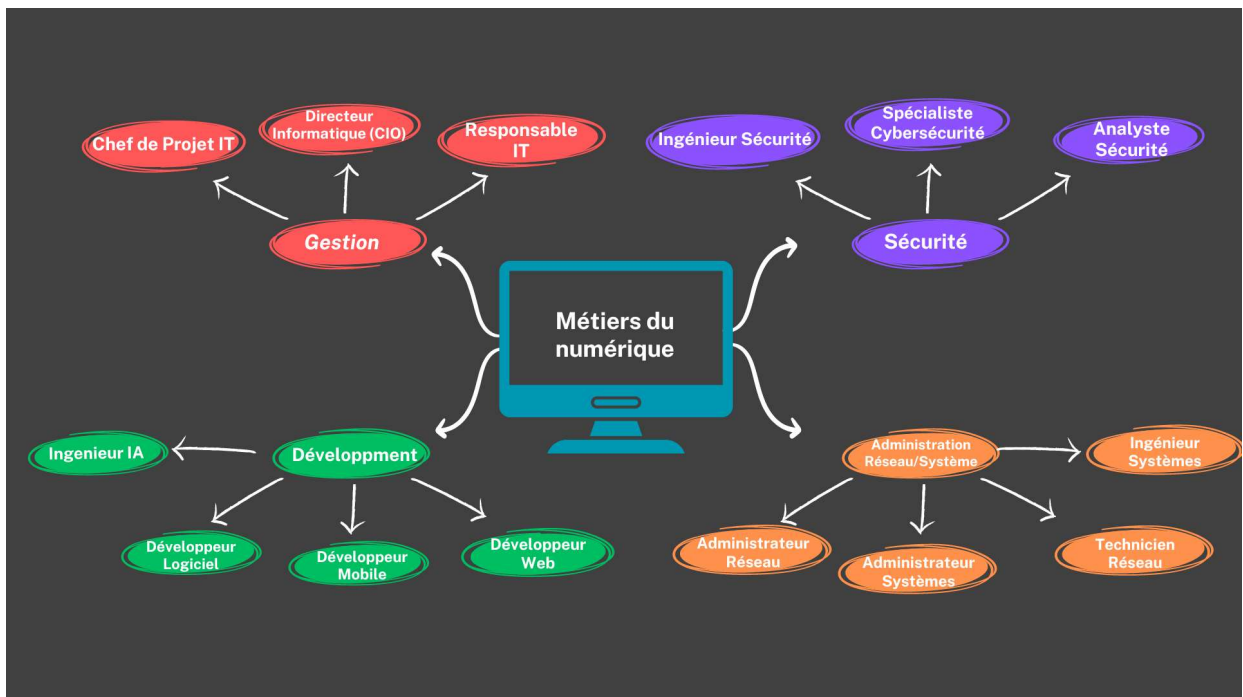 Chef de Projet IT
Directeur
Informatique (CIO)
Responsable
IT
Gestion
Ingénieur Sécurité
Spécialiste
Cybersécurité
Analyste
Sécurité
Sécurité
Métiers du
numérique
Ingenieur IA
Développment
Développeur
Logiciel
Développeur
Mobile
Développeur
Web
Administration
Réseau/Système
Ingénieur
Systèmes
Administrateur
Réseau
Administrateur
Systèmes
Technicien
Réseau